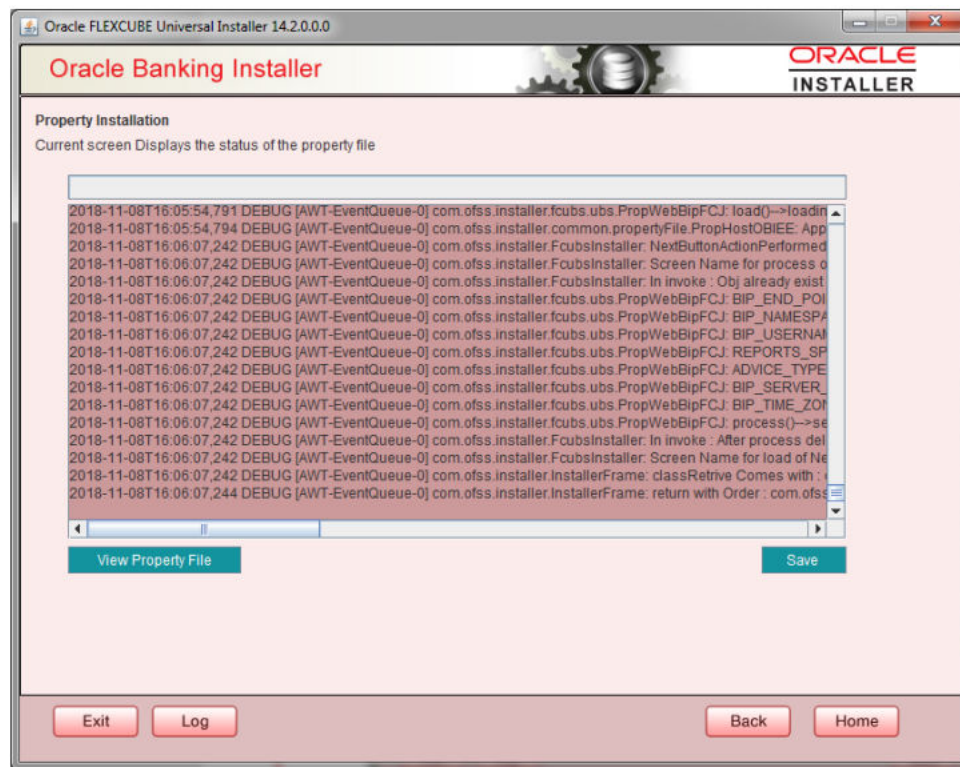 Oracle FLEXCUBE Universal Installer 14.2.0.0.0
Oracle Banking Installer
ORACLE
INSTALLER
Property Installation
Current screen Displays the status of the property file
2018-11-08T16:05:54,791 DEBUG [AWT-EventQueue-0] com.ofss.installer.fcubs.ubs.PropWebBipFCJ: load()-->loadin
2018-11-08T16:05:54,794 DEBUG [AWT-EventQueue-0] com.ofss.installer.common.propertyFile.PropHostOBIEE: App
2018-11-08T16:06:07,242 DEBUG [AWT-EventQueue-0] com.ofss.installer.FcubsInstaller: NextButtonActionPerformed
2018-11-08T16:06:07,242 DEBUG [AWT-EventQueue-0] com.ofss.installer.FcubsInstaller: Screen Name for process o
2018-11-08T16:06:07,242 DEBUG [AWT-EventQueue-0] com.ofss.installer.FcubsInstaller: In invoke : Obj already exist
2018-11-08T16:06:07,242 DEBUG [AWT-EventQueue-0] com.ofss.installer.fcubs.ubs.PropWebBipFCJ: BIP_END_POI
2018-11-08T16:06:07,242 DEBUG [AWT-EventQueue-0] com.ofss.installer.fcubs.ubs.PropWebBipFCJ: BIP_NAMESPA
2018-11-08T16:06:07,242 DEBUG [AWT-EventQueue-0] com.ofss.installer.fcubs.ubs.PropWebBipFCJ: BIP_USERNA
2018-11-08T16:06:07,242 DEBUG [AWT-EventQueue-0] com.ofss.installer.fcubs.ubs.PropWebBipFCJ: REPORTS_SP
2018-11-08T16:06:07,242 DEBUG [AWT-EventQueue-0] com.ofss.installer.fcubs.ubs.PropWebBipFCJ: ADVICE_TYPE
2018-11-08T16:06:07,242 DEBUG [AWT-EventQueue-0] com.ofss.installer.fcubs.ubs.PropWebBipFCJ: BIP_SERVER_
2018-11-08T16:06:07,242 DEBUG [AWT-EventQueue-0] com.ofss.installer.fcubs.ubs.PropWebBipFCJ: BIP_TIME_ZO
2018-11-08T16:06:07,242 DEBUG [AWT-EventQueue-0] com.ofss.installer.fcubs.ubs.PropWebBipFCJ: process()-->se
2018-11-08T16:06:07,242 DEBUG [AWT-EventQueue-0] com.ofss.installer.FcubsInstaller: In invoke : After process del
2018-11-08T16:06:07,242 DEBUG [AWT-EventQueue-0] com.ofss.installer.FcubsInstaller: Screen Name for load of Ne
2018-11-08T16:06:07,242 DEBUG [AWT-EventQueue-0] com.ofss.installer.InstallerFrame: classRetrive Comes with :
2018-11-08T16:06:07,244 DEBUG [AWT-EventQueue-0] com.ofss.installer.InstallerFrame: return with Order : com.ofss
View Property File
Save
Exit
Log
Back
Home